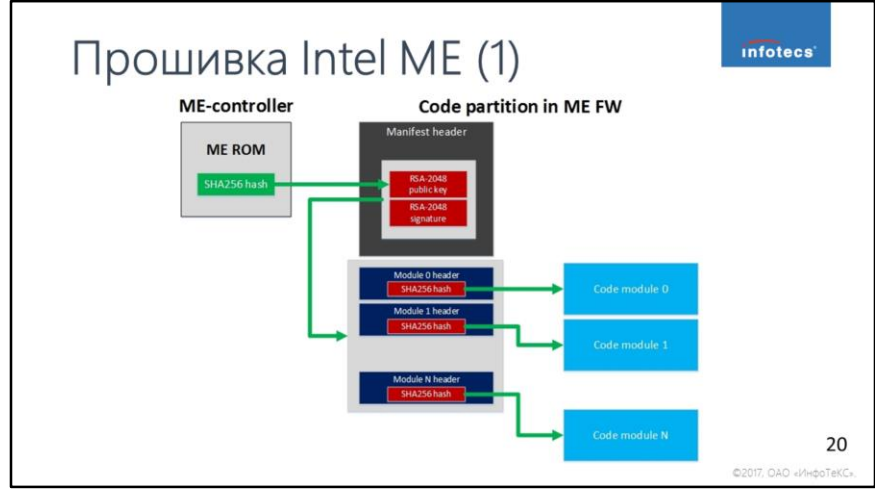 Прошивка Intel ME (1)
infotecs
ME-controller
Code partition in ME FW
ME ROM
SHA256 hash
Manifest header
RSA-2048
public key
RSA-2048
signature
Module 0 header
SHA256 hash
Code module 0
Module 1 header
SHA256 hash
Code module 1
Module N header
SHA256 hash
Code module N
20
©2017, ОАО «ИнфоТеКС».